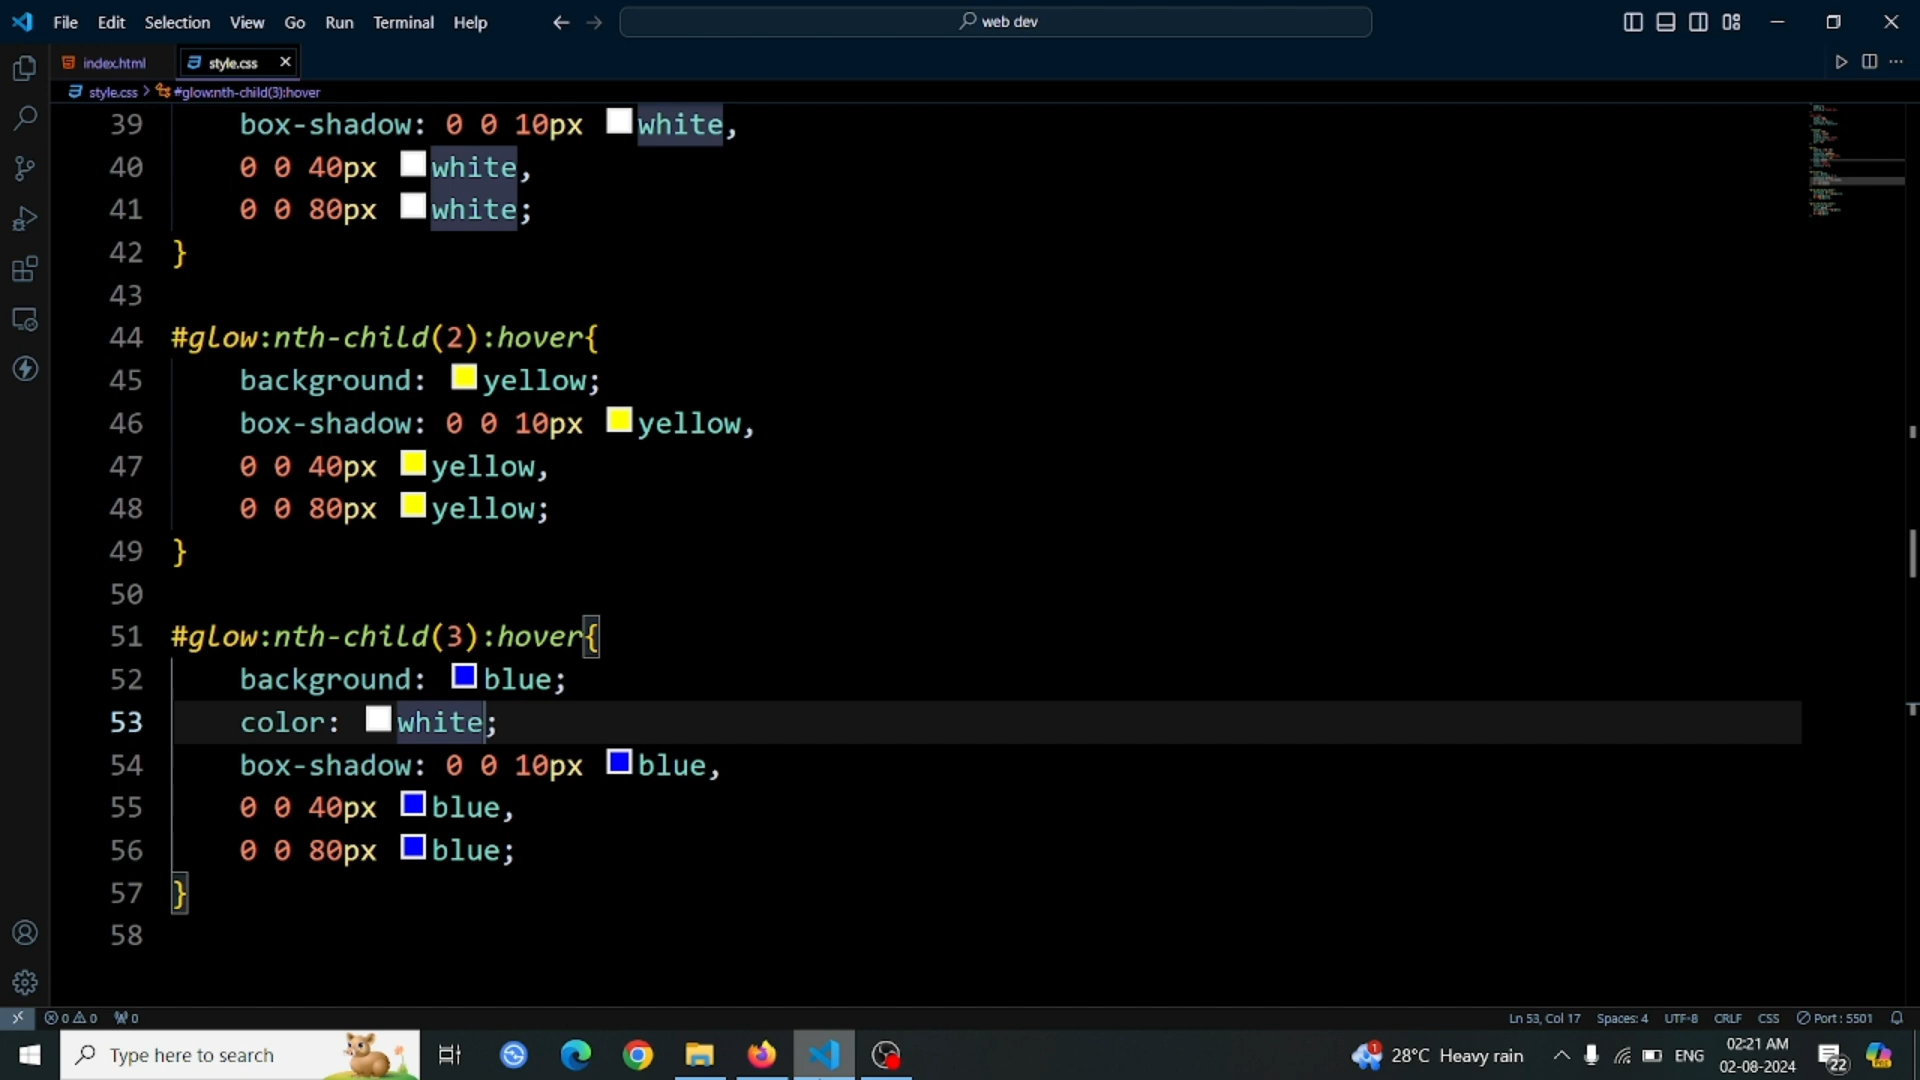 File Edit Selection View Go Run Terminal Help
web dev
index.html
style.css
style.css > #glow:nth-child(3):hover
39 box-shadow: 0 0 10px white,
40 0 0 40px white,
41 0 0 80px white;
42 }
43
44 #glow:nth-child(2):hover{
45 background: yellow;
46 box-shadow: 0 0 10px yellow,
47 0 0 40px yellow,
48 0 0 80px yellow;
49 }
50
51 #glow:nth-child(3):hover{
52 background: blue;
53 color: white;
54 box-shadow: 0 0 10px blue,
55 0 0 40px blue,
56 0 0 80px blue;
57 }
58
0 0 0 Ln 53, Col 17 Spaces: 4 UTF-8 CRLF CSS Port : 5501
Type here to search
1
28°C Heavy rain
ENG
02:21 AM
02-08-2024
22